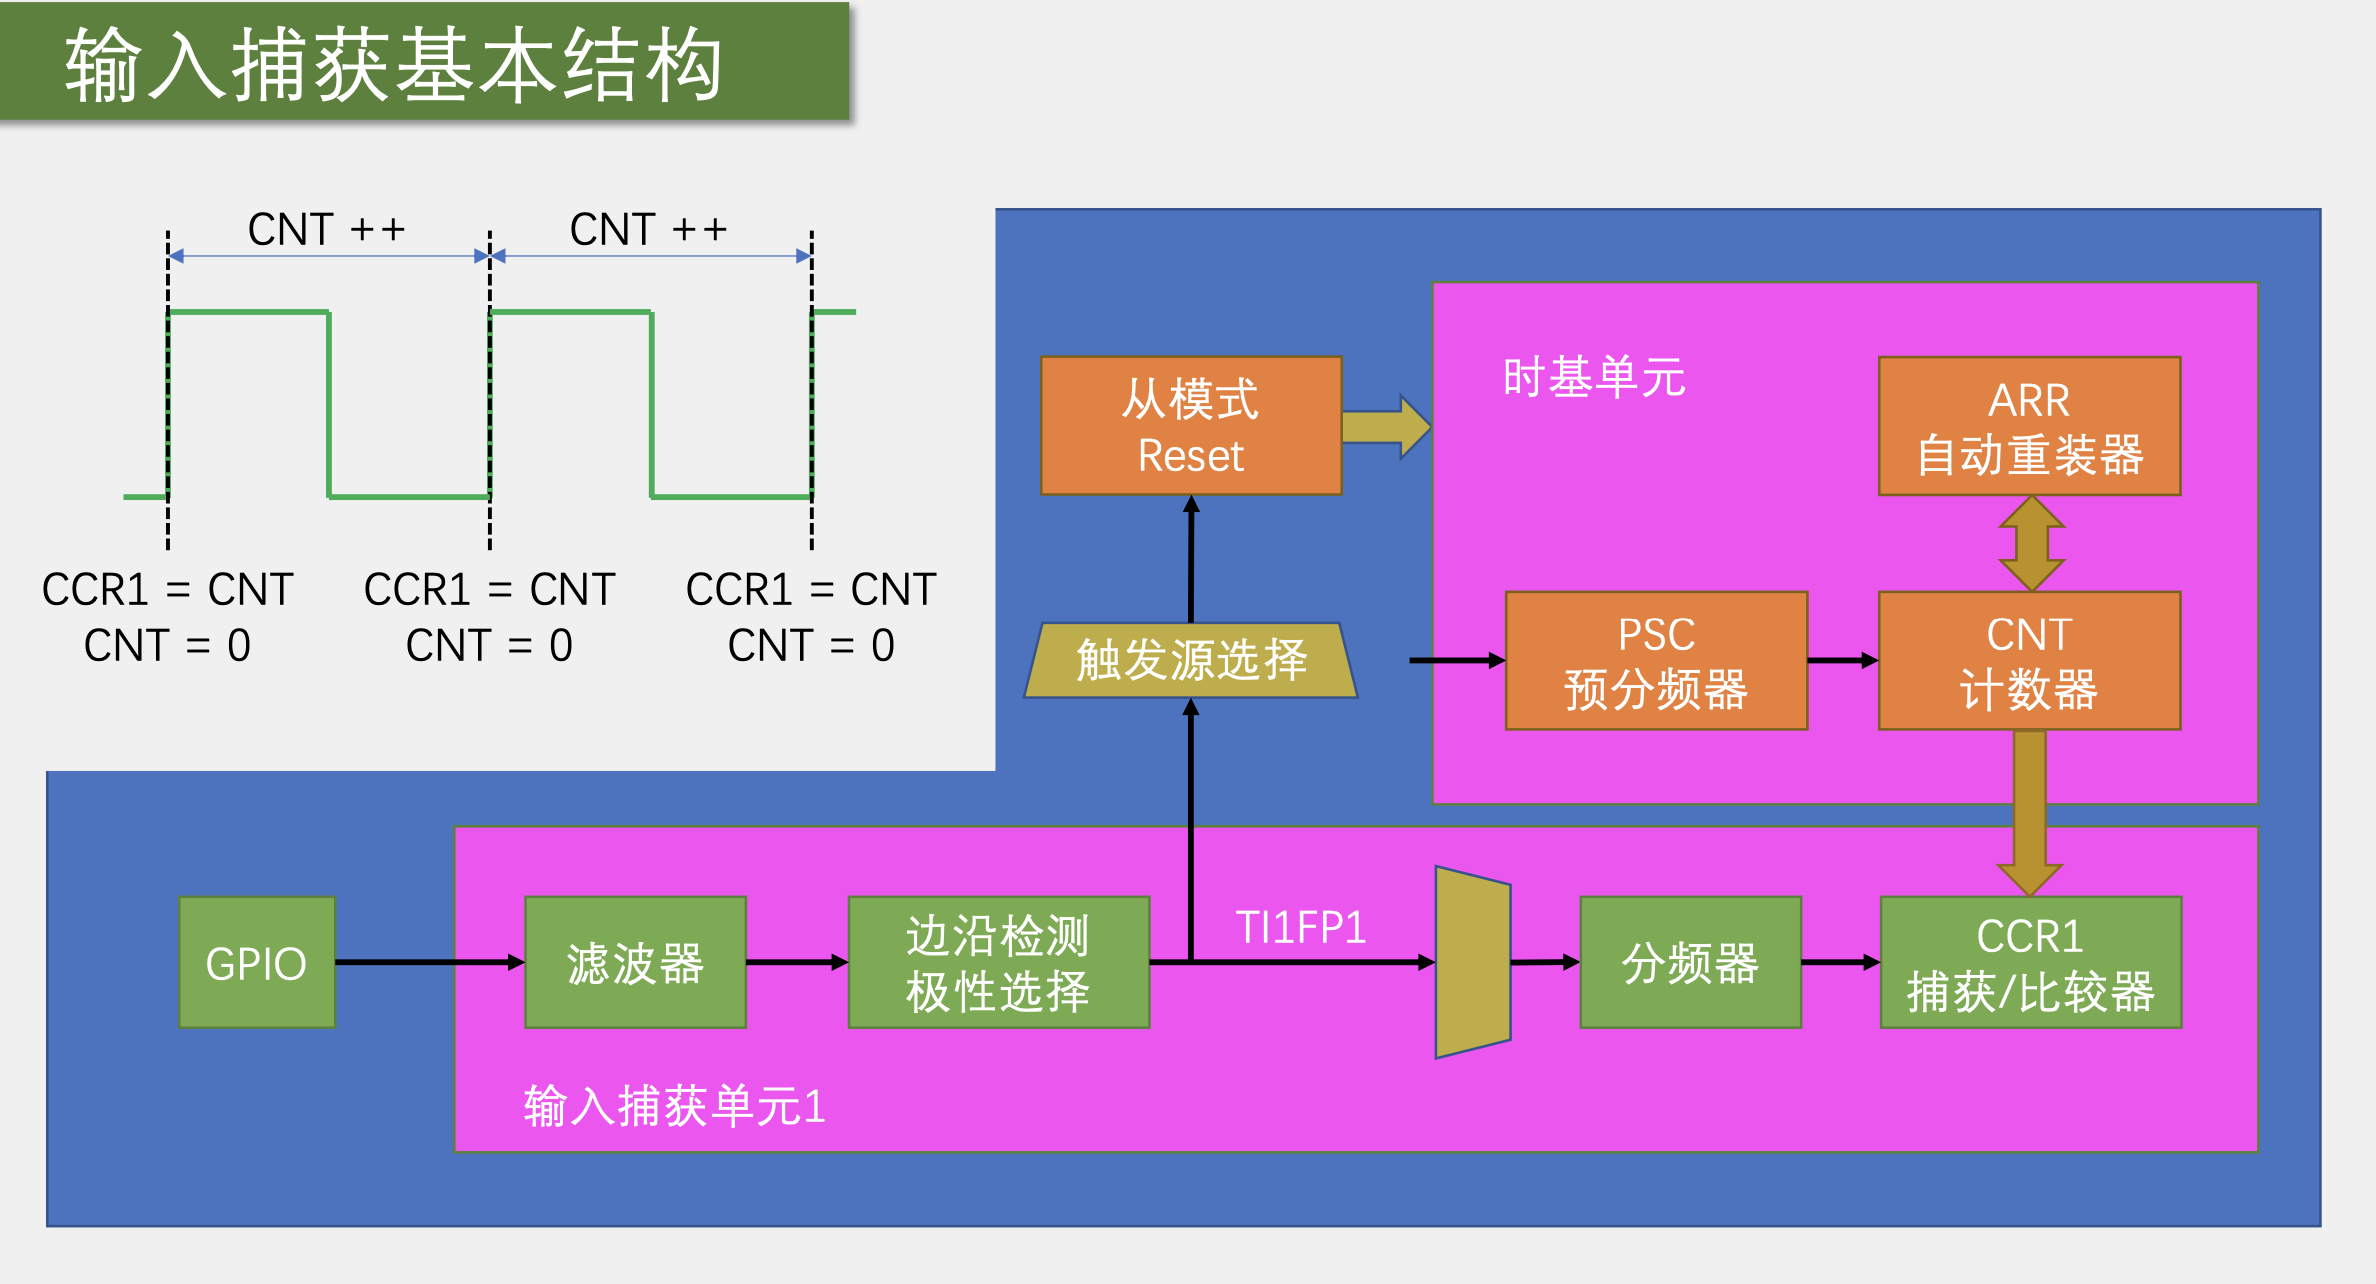 输入捕获基本结构
CNT ++
CNT ++
CCR1 = CNT
CNT = 0
CCR1 = CNT
CNT = 0
CCR1 = CNT
CNT = 0
从模式
Reset
时基单元
ARR
自动重装器
触发源选择
PSC
预分频器
CNT
计数器
GPIO
滤波器
边沿检测
极性选择
TI1FP1
分频器
CCR1
捕获/比较器
输入捕获单元1